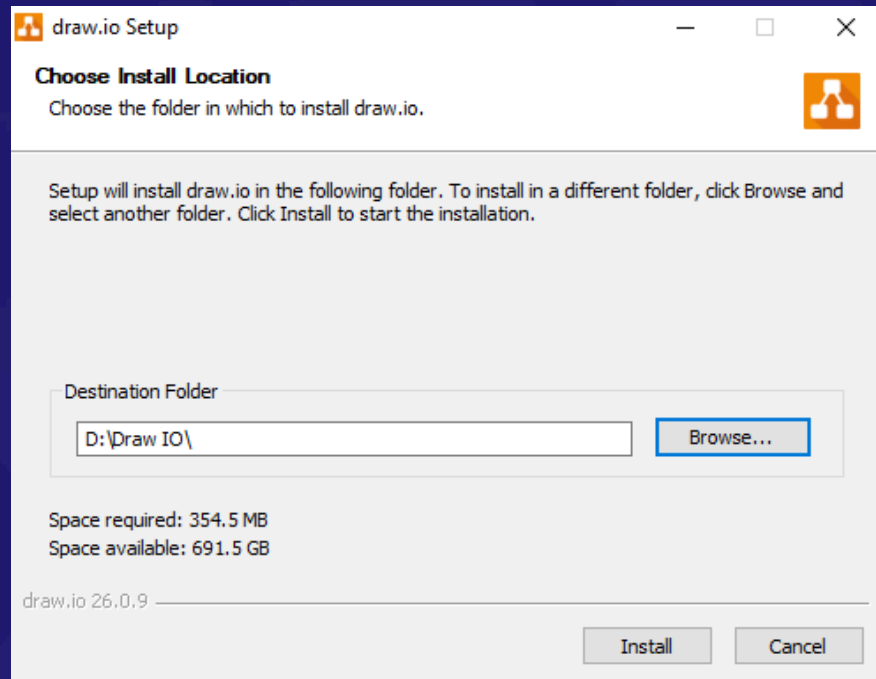 draw.io Setup
Choose Install Location
Choose the folder in which to install draw.io.
Setup will install draw.io in the following folder. To install in a different folder, click Browse and
select another folder. Click Install to start the installation.
Destination Folder
D:\Draw IO\
Browse...
Space required: 354.5 MB
Space available: 691.5 GB
draw.io 26.0.9
Install
Cancel